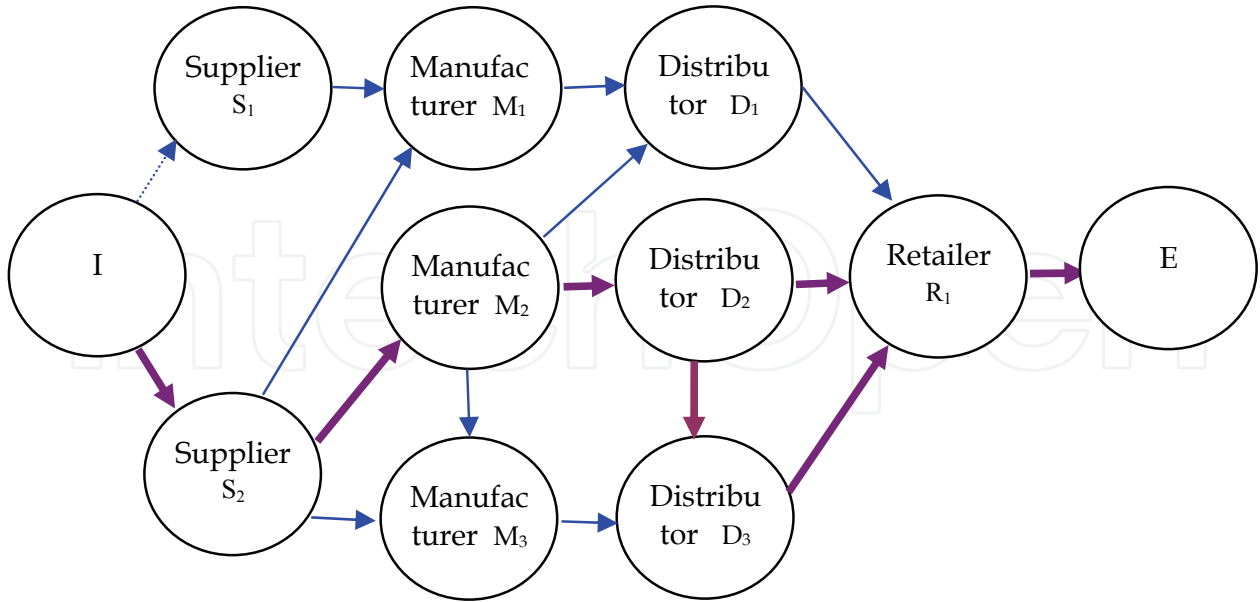 Supplier
S₁
Manufac
turer M₁
Distribu
tor D₁
I
Manufac
turer M₂
Distribu
tor D₂
Retailer
R₁
E
Supplier
S₂
Manufac
turer M₃
Distribu
tor D₃
IntechOpen